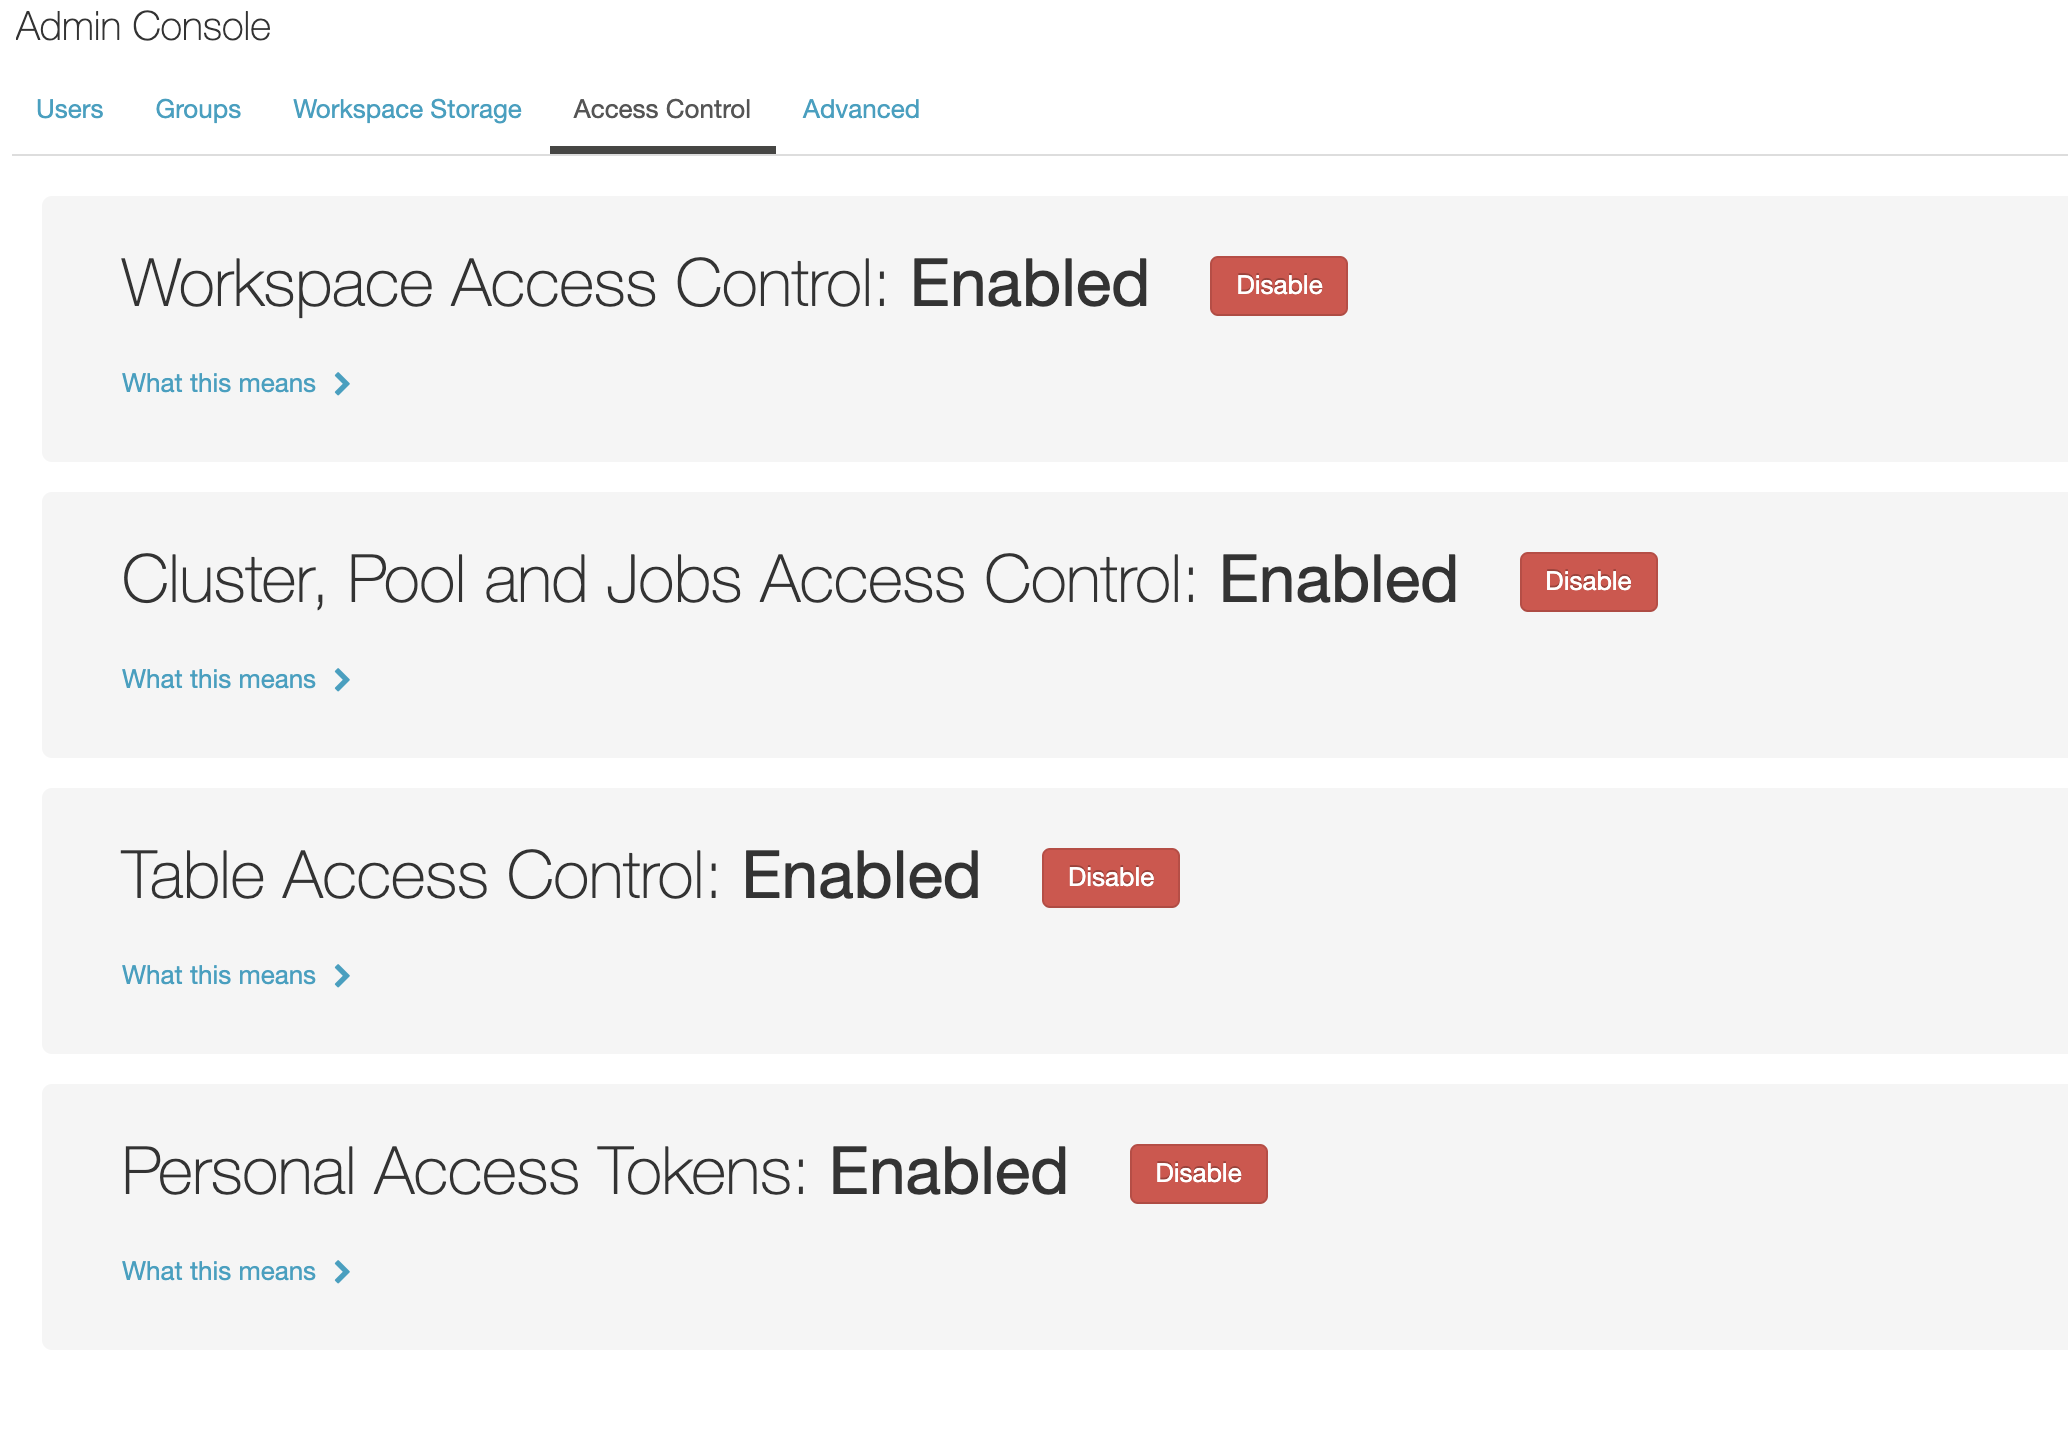 Admin Console
Users Groups Workspace Storage Access Control Advanced
Workspace Access Control: Enabled Disable
What this means
Cluster, Pool and Jobs Access Control: Enabled Disable
What this means
Table Access Control: Enabled Disable
What this means
Personal Access Tokens: Enabled Disable
What this means